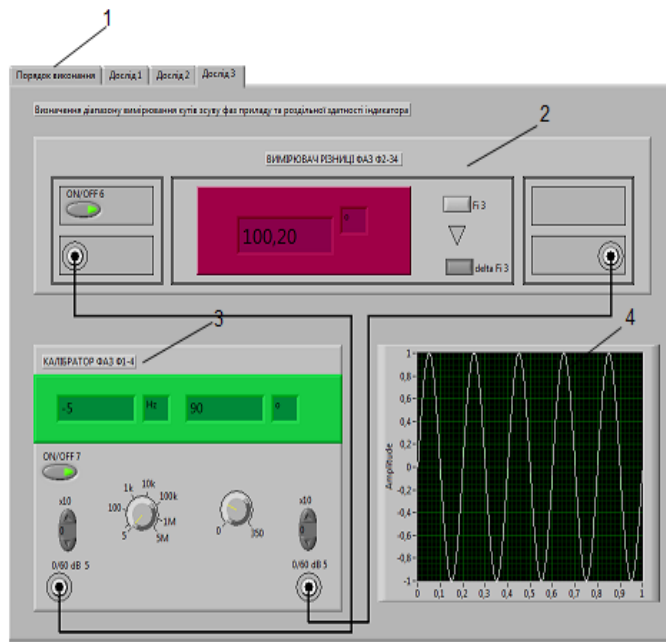 1
Порядок виконання Дослід 1 Дослід 2 Дослід 3
Визначення діапазону вимірювання кутів зсуву фаз приладу та роздільної здатності індикатора
2
ВИМІРЮВАЧ РІЗНИЦІ ФАЗ Ф2-34
ON/OFF 6
100,20
o
Fi 3
delta Fi 3
3
КАЛІБРАТОР ФАЗ Ф1-4
-5 Hz 90 o
ON/OFF 7
x10
0
0/60 dB 5
5 100 1k 10k 100k 1M 5M
0 350
x10
0
0/60 dB 5
4
Amplitude
1
0,8
0,6
0,4
0,2
0
-0,2
-0,4
-0,6
-0,8
-1
0 0,1 0,2 0,3 0,4 0,5 0,6 0,7 0,8 0,9 1